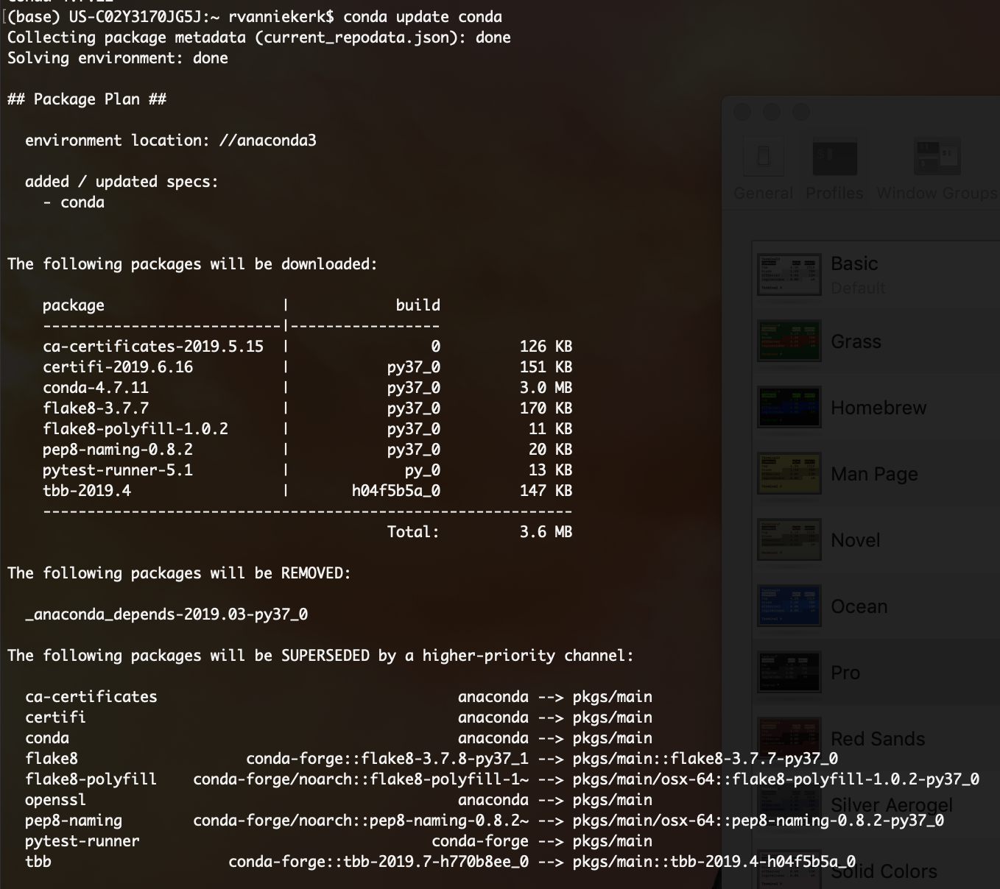 (base) US-C02Y3170JG5J:~ rvanniekerk$ conda update conda
Collecting package metadata (current_repodata.json): done
Solving environment: done
## Package Plan ##
environment location: //anaconda3
added / updated specs:
- conda
The following packages will be downloaded:
package | build
---------------------------|-----------------
ca-certificates-2019.5.15 | 0 126 KB
certifi-2019.6.16 | py37_0 151 KB
conda-4.7.11 | py37_0 3.0 MB
flake8-3.7.7 | py37_0 170 KB
flake8-polyfill-1.0.2 | py37_0 11 KB
pep8-naming-0.8.2 | py37_0 20 KB
pytest-runner-5.1 | py_0 13 KB
tbb-2019.4 | h04f5b5a_0 147 KB
------------------------------------------------------------
Total: 3.6 MB
The following packages will be REMOVED:
_anaconda_depends-2019.03-py37_0
The following packages will be SUPERSEDED by a higher-priority channel:
ca-certificates anaconda --> pkgs/main
certifi anaconda --> pkgs/main
conda anaconda --> pkgs/main
flake8 conda-forge::flake8-3.7.8-py37_1 --> pkgs/main::flake8-3.7.7-py37_0
flake8-polyfill conda-forge/noarch::flake8-polyfill-1~ --> pkgs/main/osx-64::flake8-polyfill-1.0.2-py37_0
openssl anaconda --> pkgs/main
pep8-naming conda-forge/noarch::pep8-naming-0.8.2~ --> pkgs/main/osx-64::pep8-naming-0.8.2-py37_0
pytest-runner conda-forge --> pkgs/main
tbb conda-forge::tbb-2019.7-h770b8ee_0 --> pkgs/main::tbb-2019.4-h04f5b5a_0
General Profiles Window Groups
Basic
Default
Grass
Homebrew
Man Page
Novel
Ocean
Pro
Red Sands
Silver Aerogel
Solid Colors